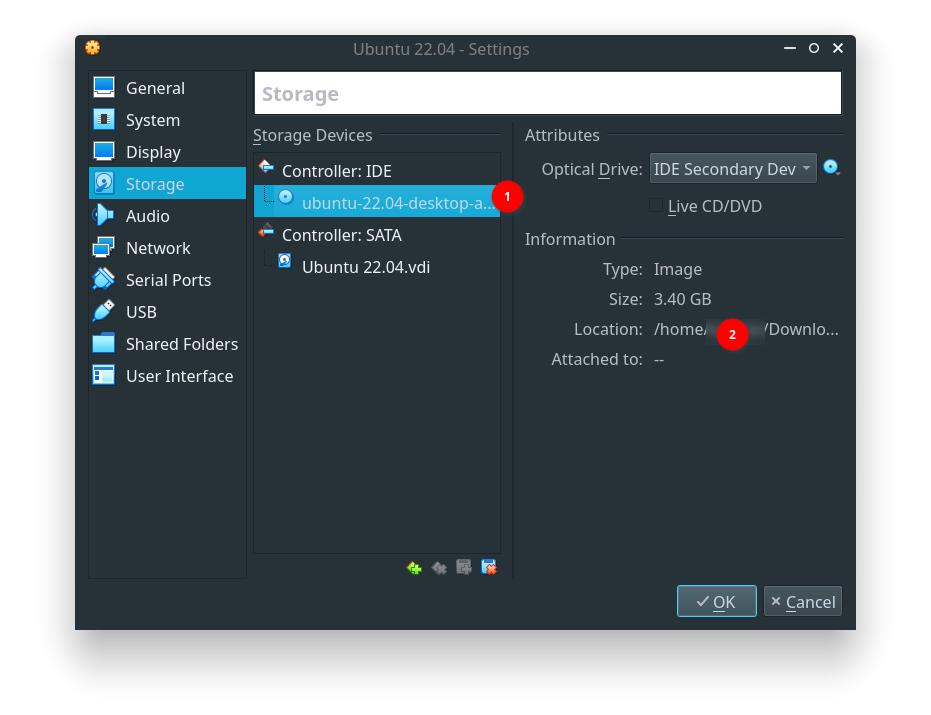 Ubuntu 22.04 - Settings
General
System
Display
Storage
Audio
Network
Serial Ports
USB
Shared Folders
User Interface
Storage
Storage Devices
Controller: IDE
ubuntu-22.04-desktop-a...
1
Controller: SATA
Ubuntu 22.04.vdi
Attributes
Optical Drive: IDE Secondary Dev
Live CD/DVD
Information
Type: Image
Size: 3.40 GB
Location: /home/ 2 /Downlo...
Attached to: --
OK
Cancel